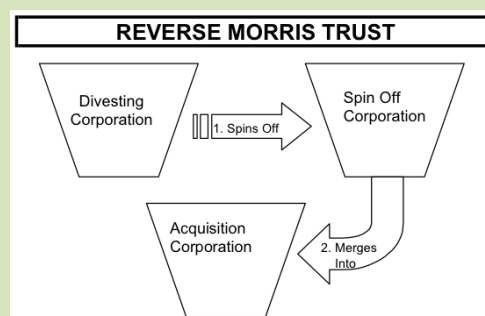 REVERSE MORRIS TRUST
Divesting
Corporation
1. Spins Off
Spin Off
Corporation
Acquisition
Corporation
2. Merges
Into